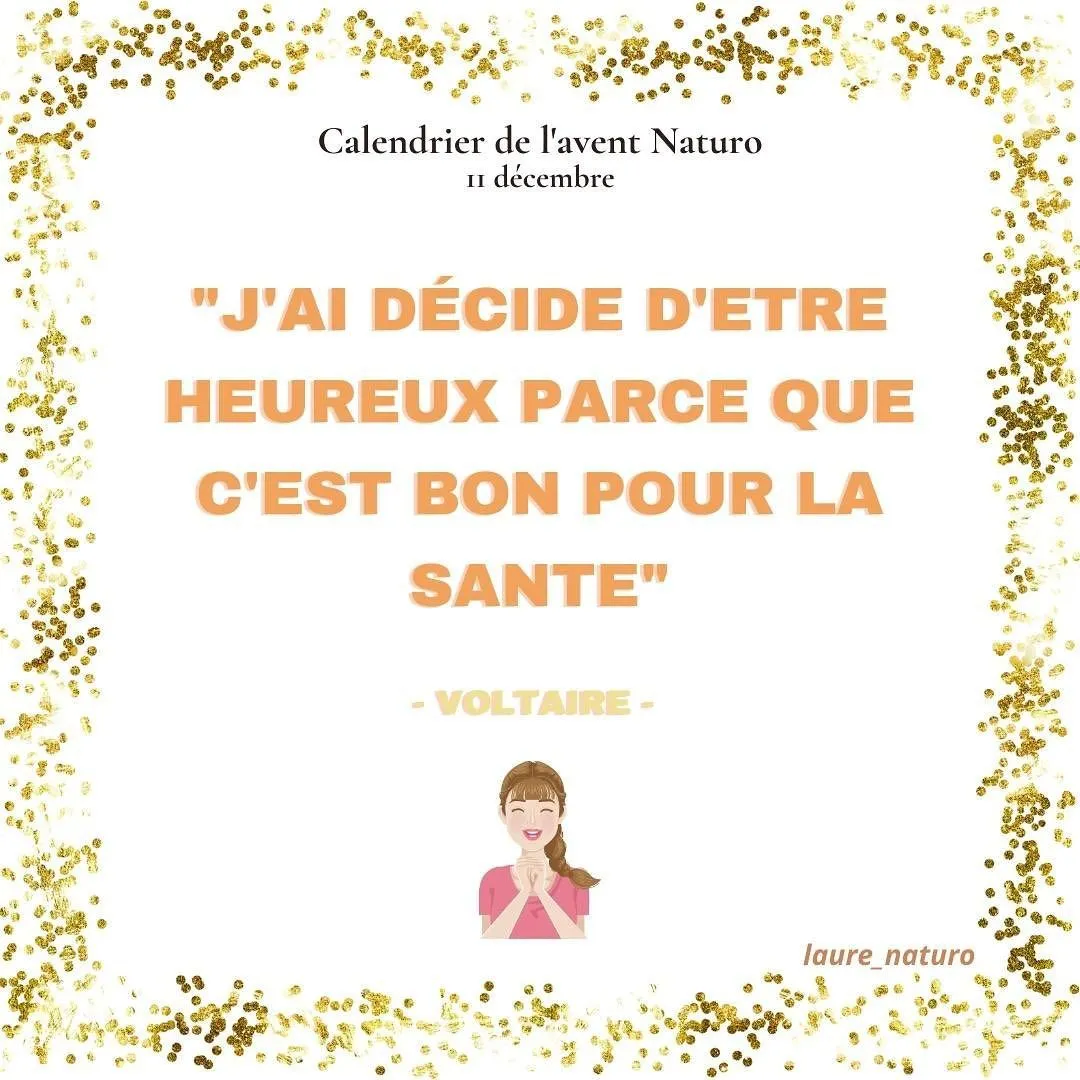 Calendrier de l'avent Naturo
11 décembre
"J'AI DÉCIDE D'ETRE
HEUREUX PARCE QUE
C'EST BON POUR LA
SANTE"
- VOLTAIRE -
laure_naturo